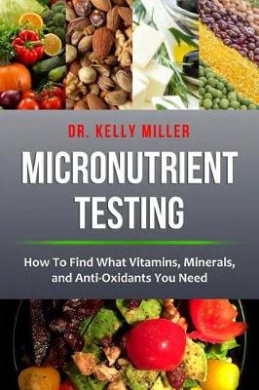 DR. KELLY MILLER
MICRONUTRIENT
TESTING
How To Find What Vitamins, Minerals,
and Anti-Oxidants You Need